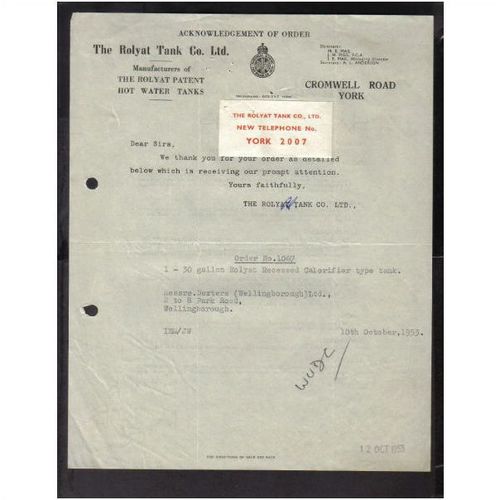 ACKNOWLEDGEMENT OF ORDER
The Rolyat Tank Co. Ltd.
Manufacturers of
THE ROLYAT PATENT
HOT WATER TANKS
Directors:
CROMWELL ROAD
YORK
THE ROLYAT TANK CO., LTD.
NEW TELEPHONE No.
YORK 2007
Dear Sirs,
We thank you for your order as detailed
below which is receiving our prompt attention.
Yours faithfully,
THE ROLYAT TANK CO. LTD.,
Order No.1047
1 - 30 gallon Rolyat Recessed Calorifier type tank.
Messrs.Dexters (Wellingborough)Ltd.,
2 to 8 Park Road,
Wellingborough.
10th October, 1953.
WUDC
12 OCT 1953